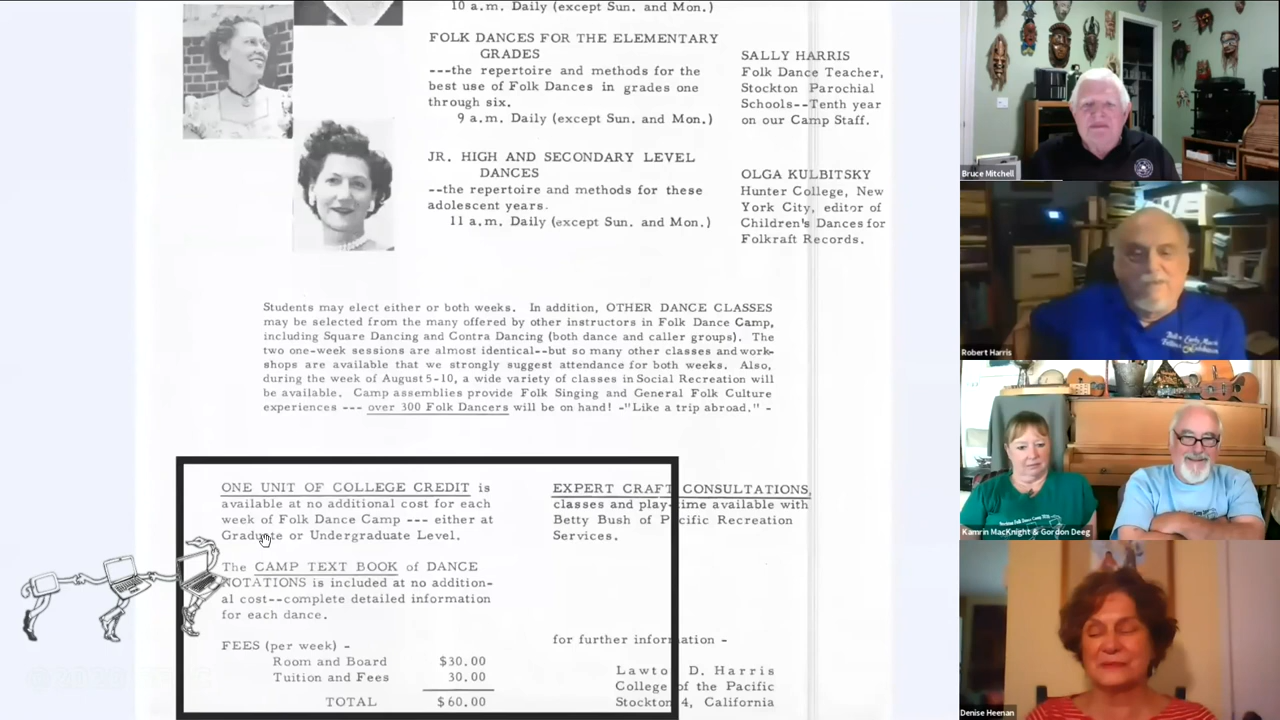 10 a.m. Daily (except Sun. and Mon.)
FOLK DANCES FOR THE ELEMENTARY
GRADES
---the repertoire and methods for the
best use of Folk Dances in grades one
through six.
9 a.m. Daily (except Sun. and Mon.)
SALLY HARRIS
Folk Dance Teacher,
Stockton Parochial
Schools--Tenth year
on our Camp Staff.
JR. HIGH AND SECONDARY LEVEL
DANCES
--the repertoire and methods for these
adolescent years.
11 a.m. Daily (except Sun. and Mon.)
OLGA KULBITSKY
Hunter College, New
York City, editor of
Children's Dances for
Folkraft Records.
Students may elect either or both weeks. In addition, OTHER DANCE CLASSES
may be selected from the many offered by other instructors in Folk Dance Camp,
including Square Dancing and Contra Dancing (both dance and caller groups). The
two one-week sessions are almost identical--but so many other classes and work-
shops are available that we strongly suggest attendance for both weeks. Also,
during the week of August 5-10, a wide variety of classes in Social Recreation will
be available. Camp assemblies provide Folk Singing and General Folk Culture
experiences --- over 300 Folk Dancers will be on hand! -"Like a trip abroad." -
ONE UNIT OF COLLEGE CREDIT is
available at no additional cost for each
week of Folk Dance Camp --- either at
Graduate or Undergraduate Level.
The CAMP TEXT BOOK of DANCE
NOTATIONS is included at no addition-
al cost--complete detailed information
for each dance.
FEES (per week) -
Room and Board $30.00
Tuition and Fees 30.00
TOTAL $60.00
EXPERT CRAFT CONSULTATIONS,
classes and play-time available with
Betty Bush of Pacific Recreation
Services.
for further information -
Lawton D. Harris
College of the Pacific
Stockton 4, California
Bruce Mitchell
Robert Harris
Kamrin MacKnight & Gordon Deeg
Denise Heenan